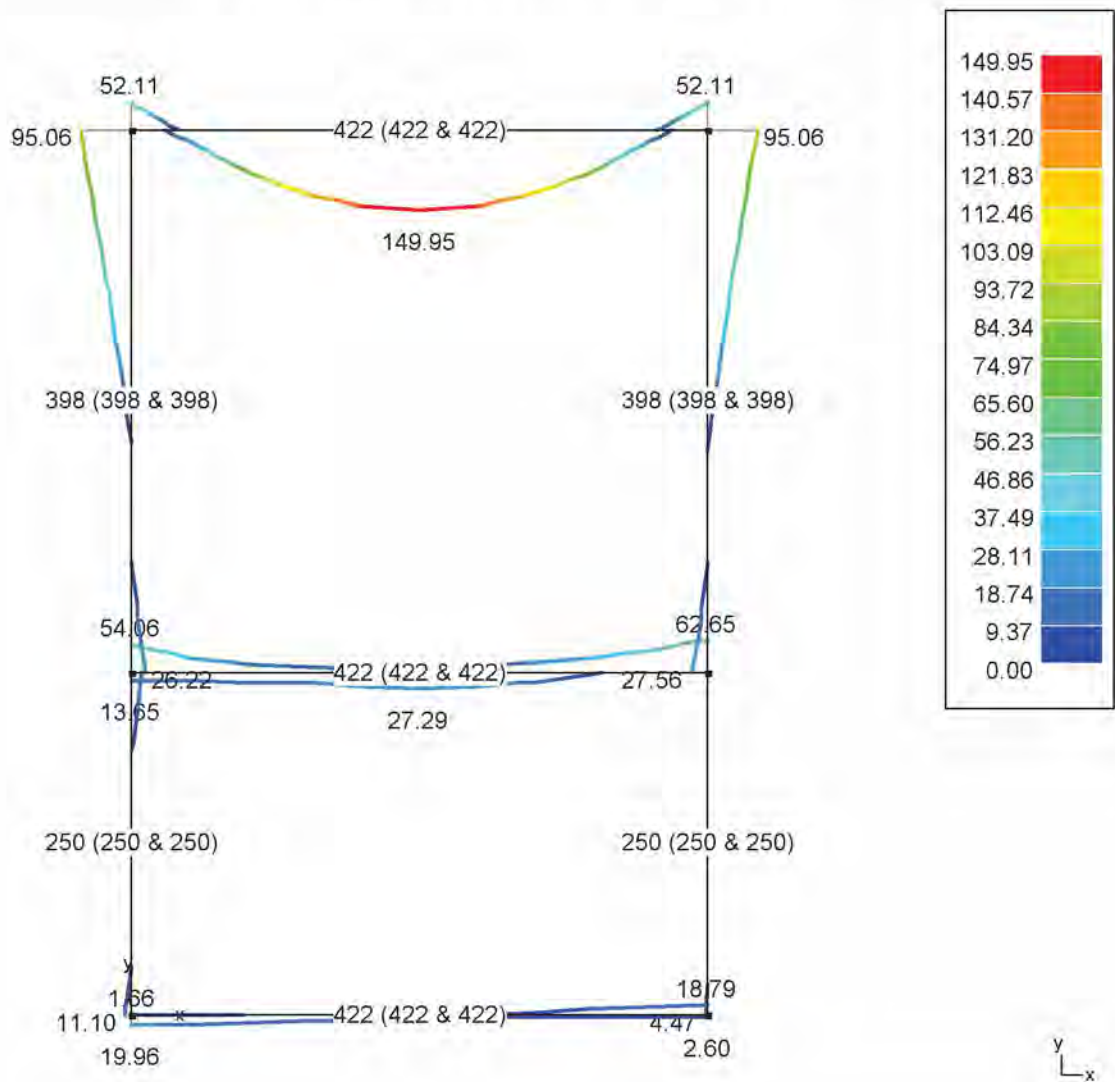 52.11 52.11
95.06 422 (422 & 422) 95.06
149.95
398 (398 & 398) 398 (398 & 398)
54.06 62.65
422 (422 & 422)
26.22 27.56
13.65 27.29
250 (250 & 250) 250 (250 & 250)
y
1.66 18.79
x
11.10 422 (422 & 422) 4.47
19.96 2.60
149.95
140.57
131.20
121.83
112.46
103.09
93.72
84.34
74.97
65.60
56.23
46.86
37.49
28.11
18.74
9.37
0.00
y
x